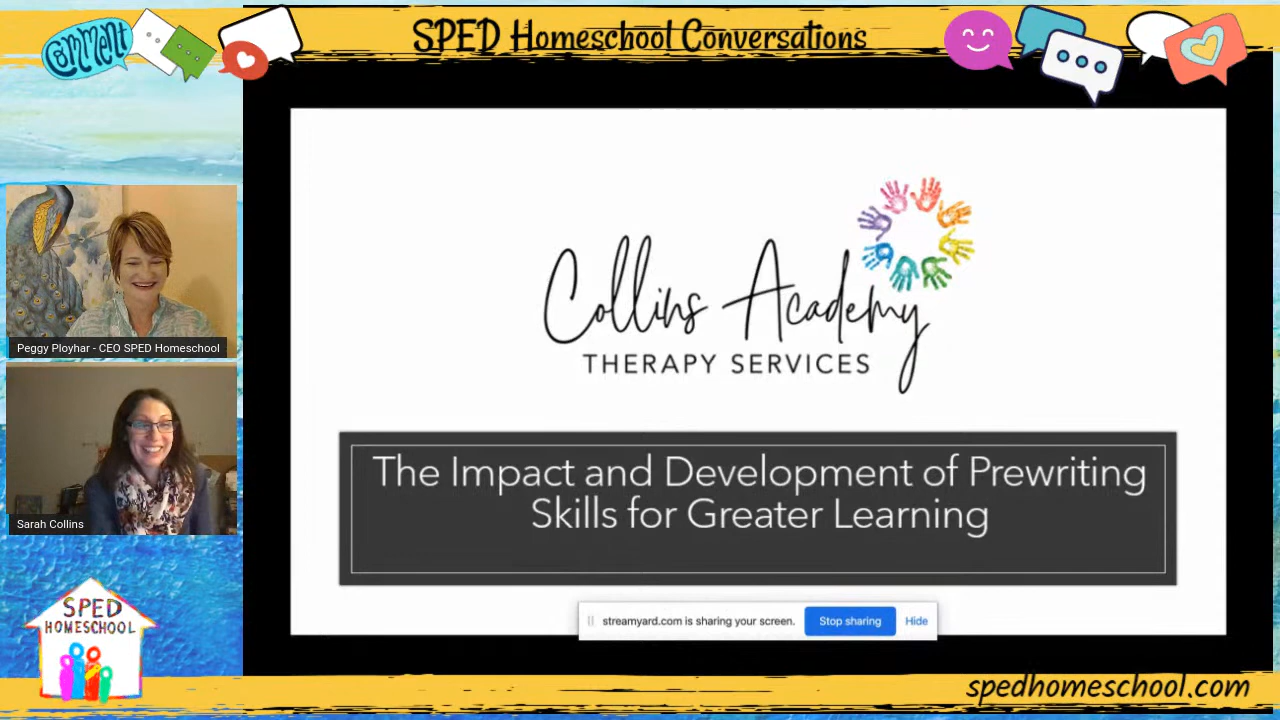 Comment
SPED Homeschool Conversations
Peggy Ployhar - CEO SPED Homeschool
Sarah Collins
Collins Academy
THERAPY SERVICES
The Impact and Development of Prewriting
Skills for Greater Learning
streamyard.com is sharing your screen. Stop sharing Hide
SPED
HOMESCHOOL
spedhomeschool.com